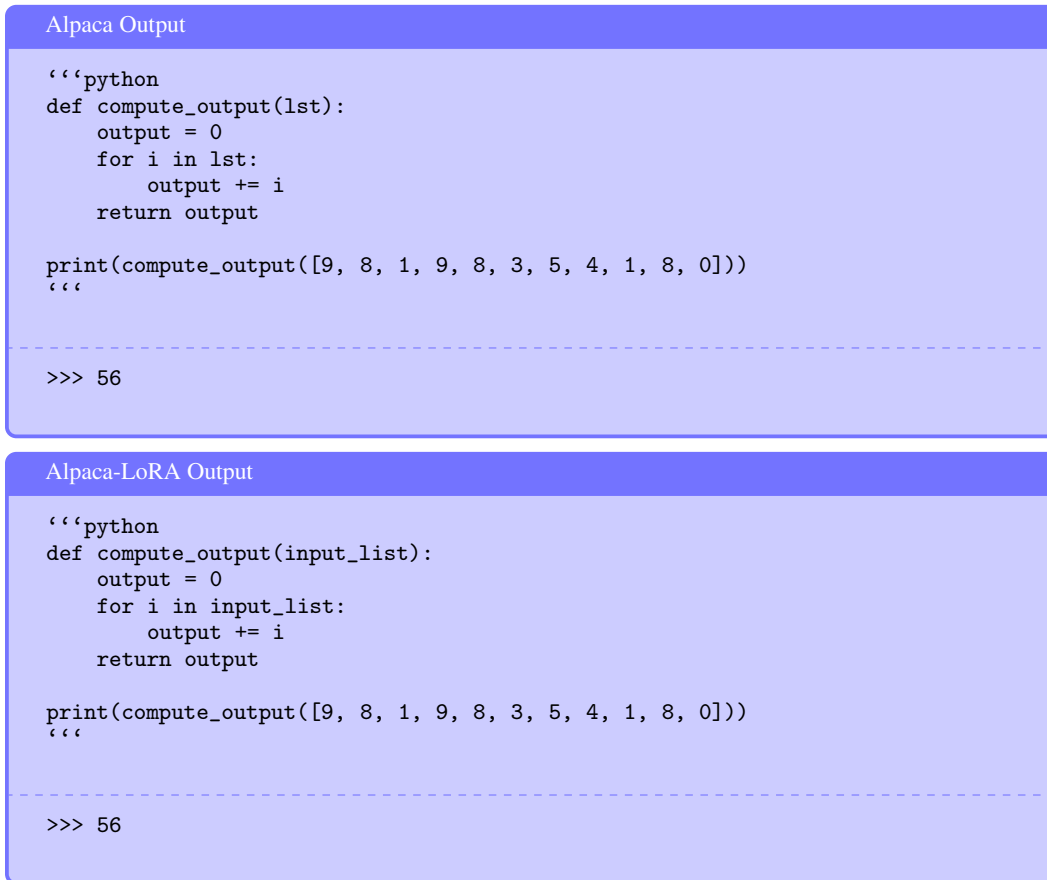 Alpaca Output
‘‘‘python
def compute_output(lst):
    output = 0
    for i in lst:
        output += i
    return output
print(compute_output([9, 8, 1, 9, 8, 3, 5, 4, 1, 8, 0]))
‘‘‘
>>> 56
Alpaca-LoRA Output
‘‘‘python
def compute_output(input_list):
    output = 0
    for i in input_list:
        output += i
    return output
print(compute_output([9, 8, 1, 9, 8, 3, 5, 4, 1, 8, 0]))
‘‘‘
>>> 56